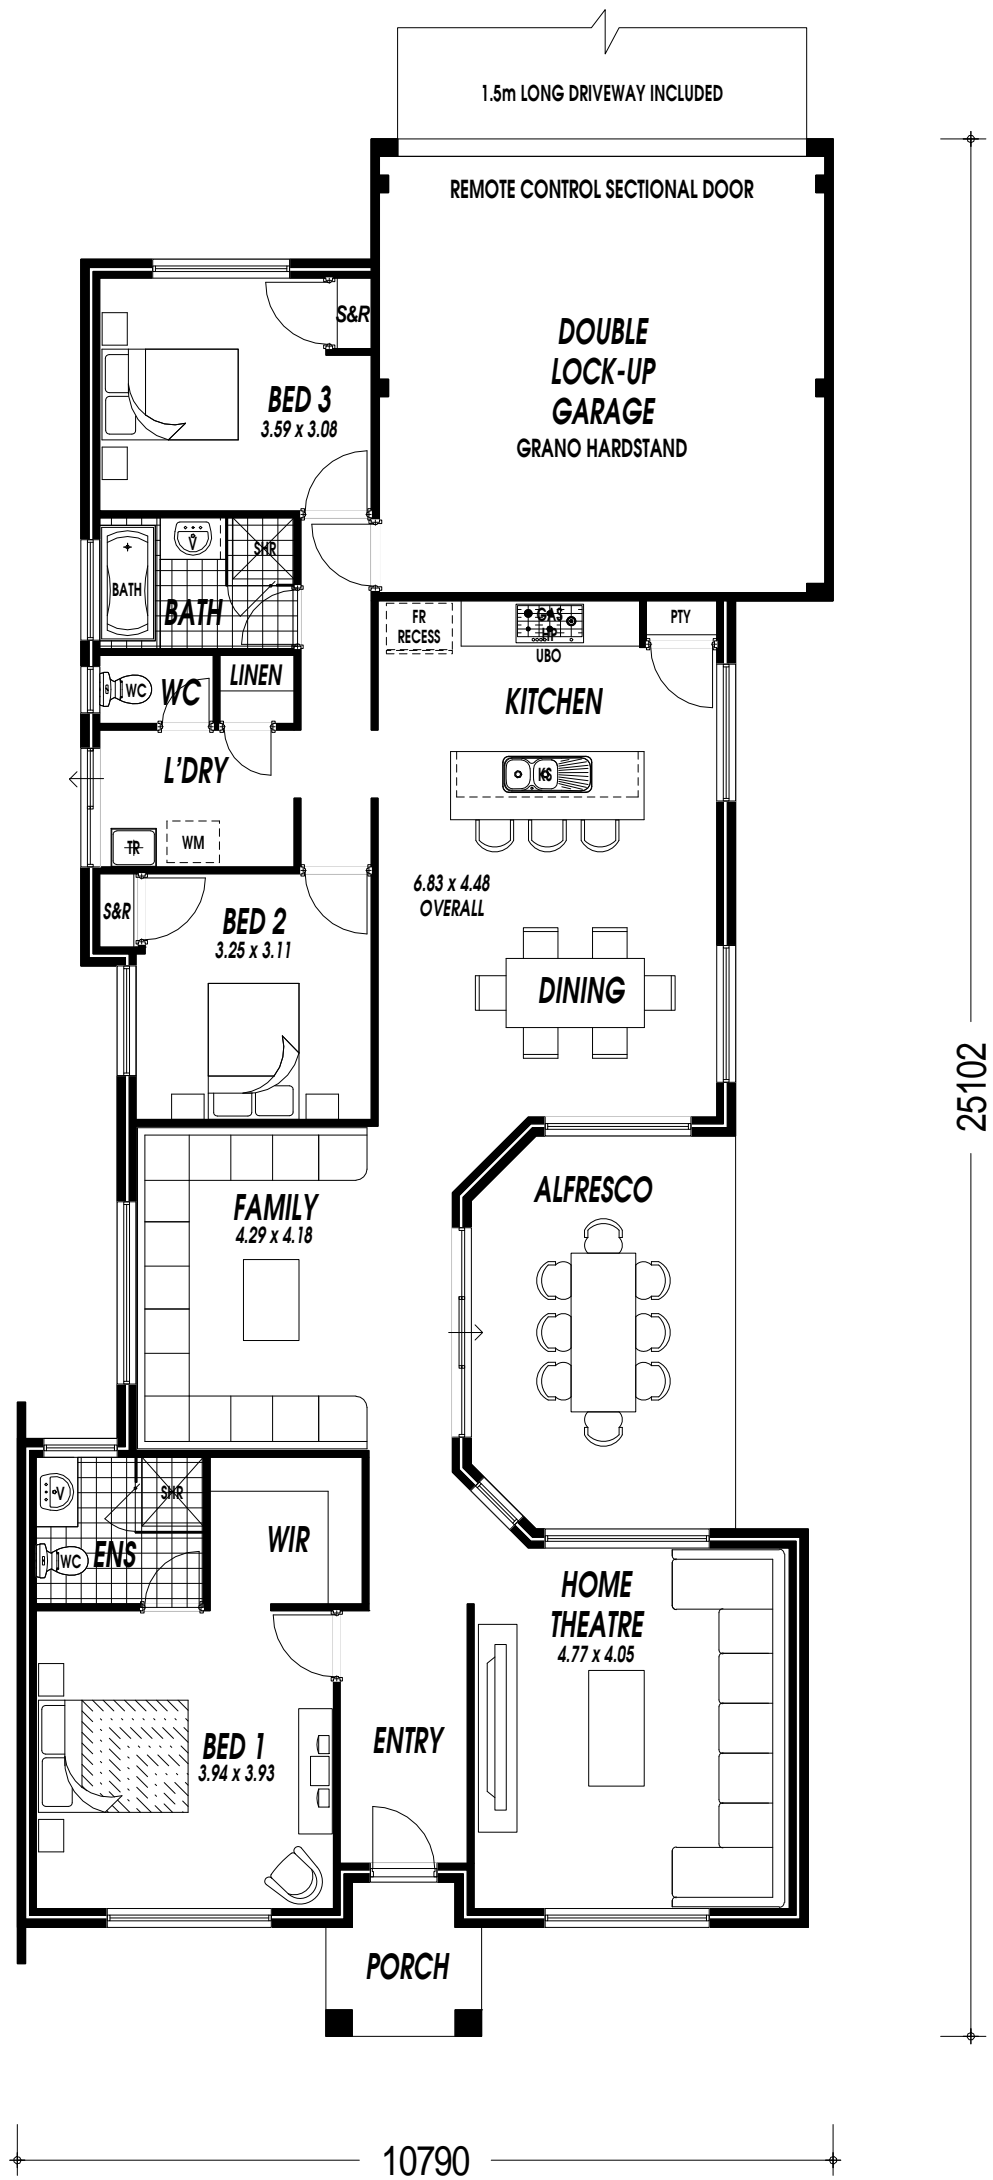 1.5m LONG DRIVEWAY INCLUDED
REMOTE CONTROL SECTIONAL DOOR
DOUBLE
LOCK-UP
GARAGE
GRANO HARDSTAND
S&R
BED 3
3.59 x 3.08
V
SHR
BATH
BATH
FR
RECESS
GAS
HP
UBO
PTY
WC
WC
LINEN
KITCHEN
L'DRY
KS
TR
WM
6.83 x 4.48
OVERALL
S&R
BED 2
3.25 x 3.11
DINING
25102
ALFRESCO
FAMILY
4.29 x 4.18
V
SHR
WC
ENS
WIR
HOME
THEATRE
4.77 x 4.05
BED 1
3.94 x 3.93
ENTRY
PORCH
10790